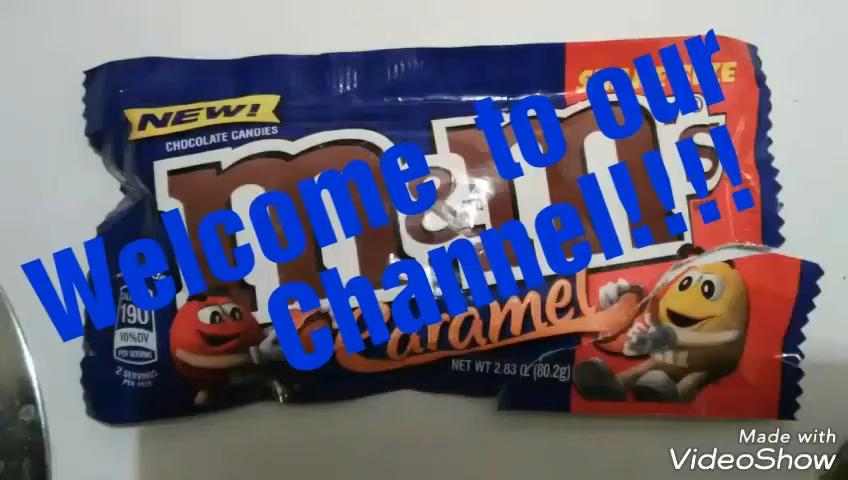 Welcome to our
Channel!!!!
NEW!
CHOCOLATE CANDIES
m&m's
Caramel
190
10%DV
PER SERVING
2 SERVINGS
PER PACK
NET WT 2.83 OZ (80.2g)
Made with
VideoShow